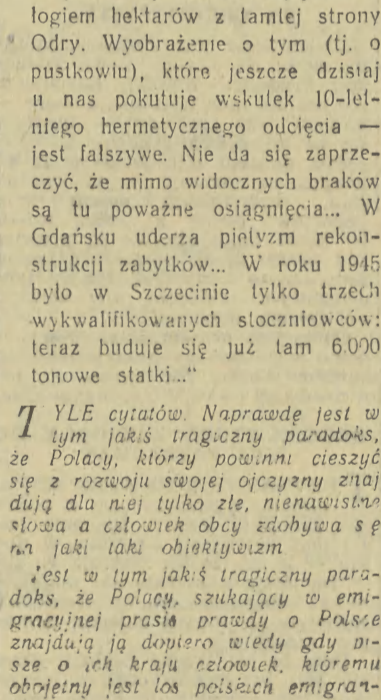 logiem hektarów z tamtej strony
Odry. Wyobrażenie o tym (tj. o
pustkowiu), które jeszcze dzisiaj
u nas pokutuje wskutek 10-let-
niego hermetycznego odcięcia —
jest fałszywe. Nie da się zaprze-
czyć, że mimo widocznych braków
są tu poważne osiągnięcia... W
Gdańsku uderza pietyzm rekon-
strukcji zabytków... W roku 1945
było w Szczecinie tylko trzech
wykwalifikowanych stoczniowców:
teraz buduje się już tam 6.000
tonowe statki..."
TYLE cytatów. Naprawdę jest w
tym jakiś tragiczny paradoks,
że Polacy, którzy powinni cieszyć
się z rozwoju swojej ojczyzny znaj
dują dla niej tylko złe, nienawistne
słowa a człowiek obcy zdobywa s ę
na jaki taki obiektywizm
Jest w tym jakiś tragiczny para-
doks, że Polacy, szukający w emi-
gracyjnej prasie prawdy o Polsce
znajdują ją dopiero wtedy gdy pi-
sze o ich kraju człowiek, któremu
obojętny jest los polskich emigran-